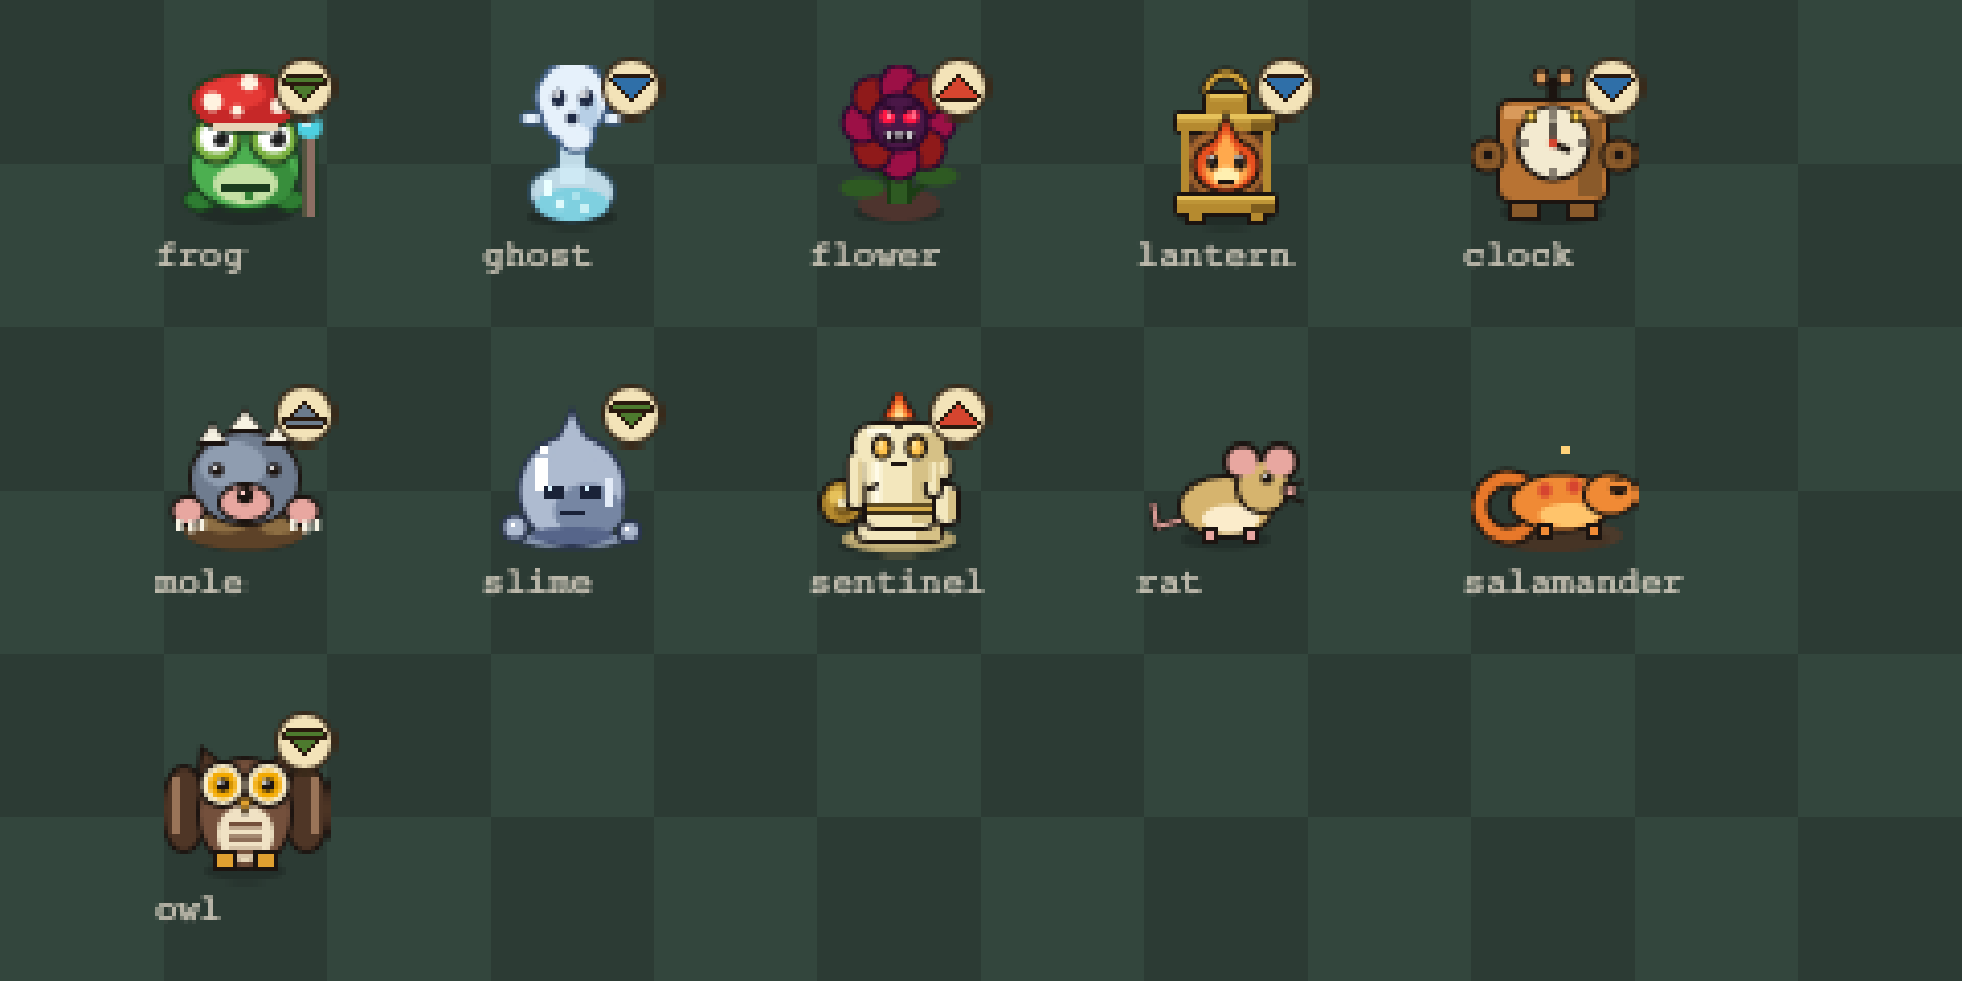 frog
ghost
flower
lantern
clock
mole
slime
sentinel
rat
salamander
owl